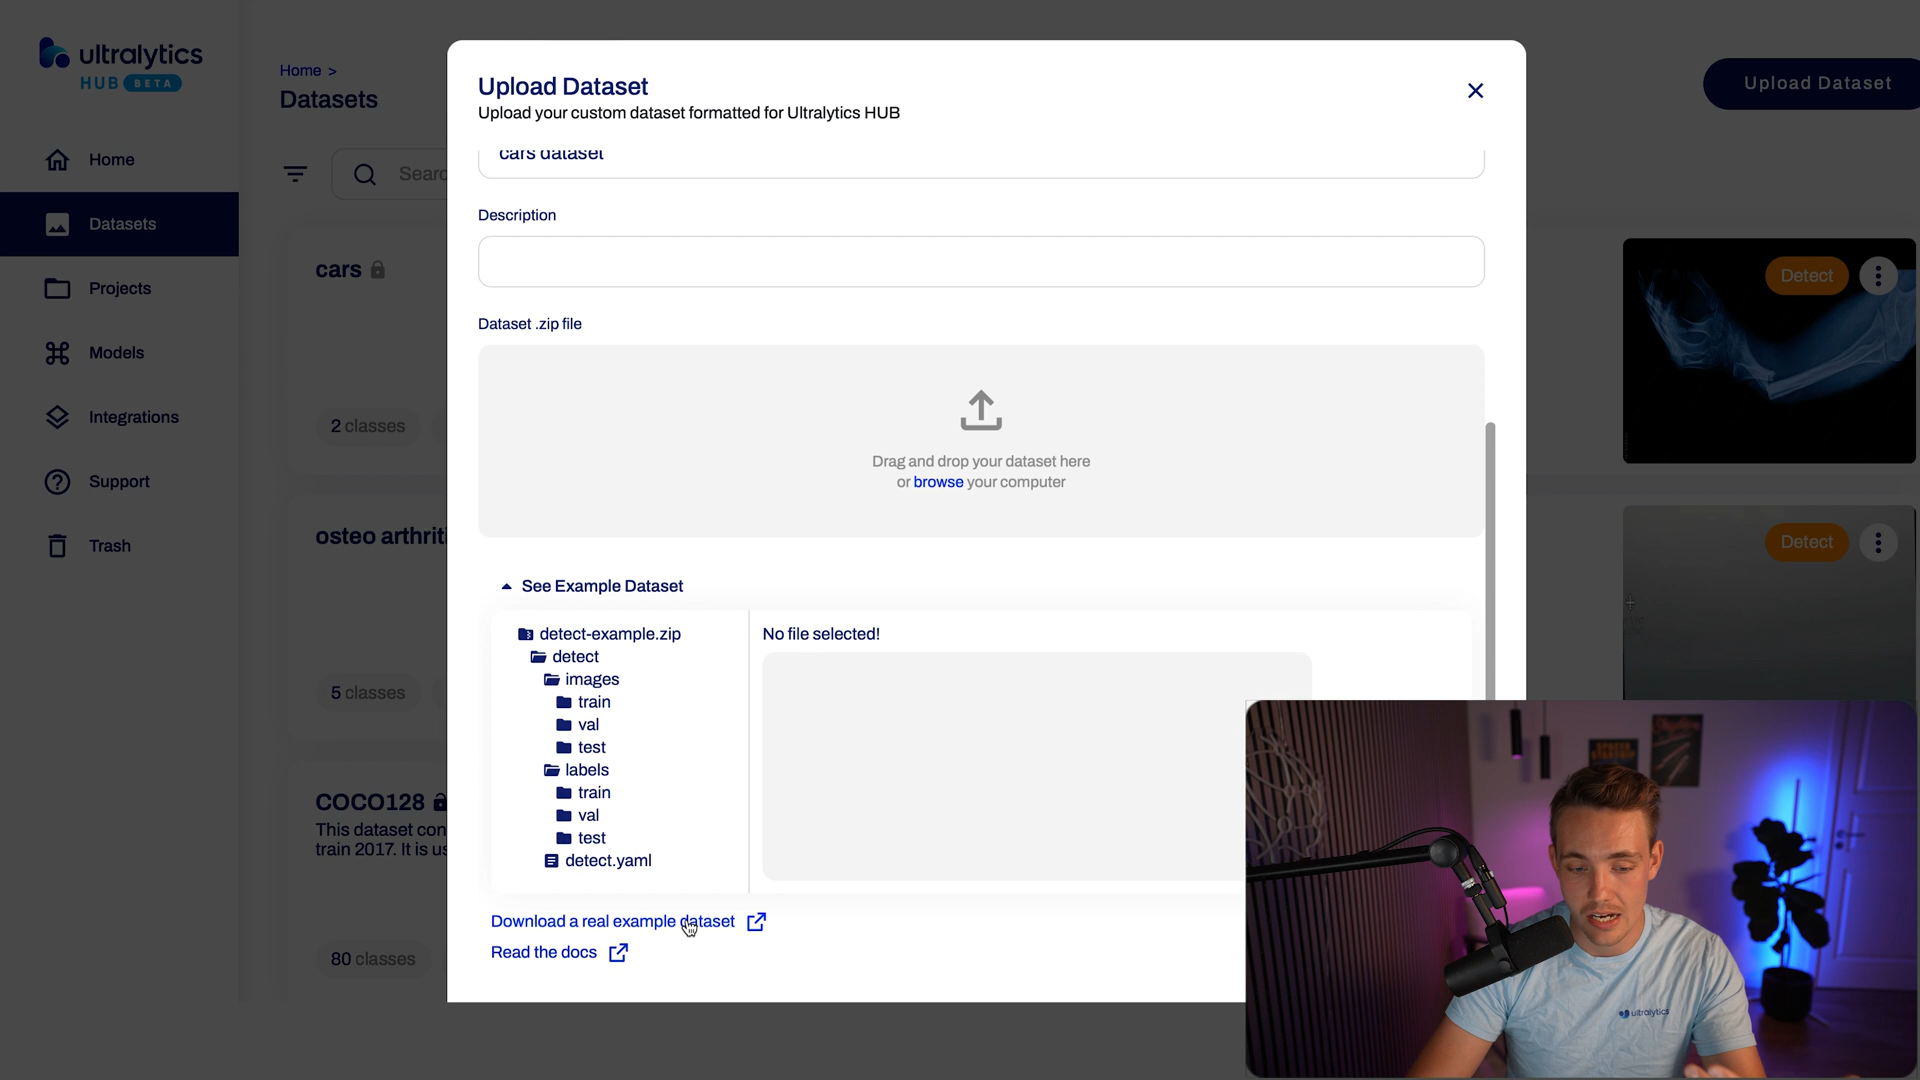 ultralytics
HUB BETA
Home
Datasets
Projects
Models
Integrations
Support
Trash
Home >
Datasets
Upload Dataset
Searc
cars
2 classes
osteo arthriti
5 classes
COCO128
This dataset con
train 2017. It is us
80 classes
Upload Dataset
Upload your custom dataset formatted for Ultralytics HUB
cars dataset
Description
Dataset .zip file
Drag and drop your dataset here
or browse your computer
See Example Dataset
detect-example.zip
detect
images
train
val
test
labels
train
val
test
detect.yaml
No file selected!
Download a real example dataset
Read the docs
Detect
Detect
ultralytics